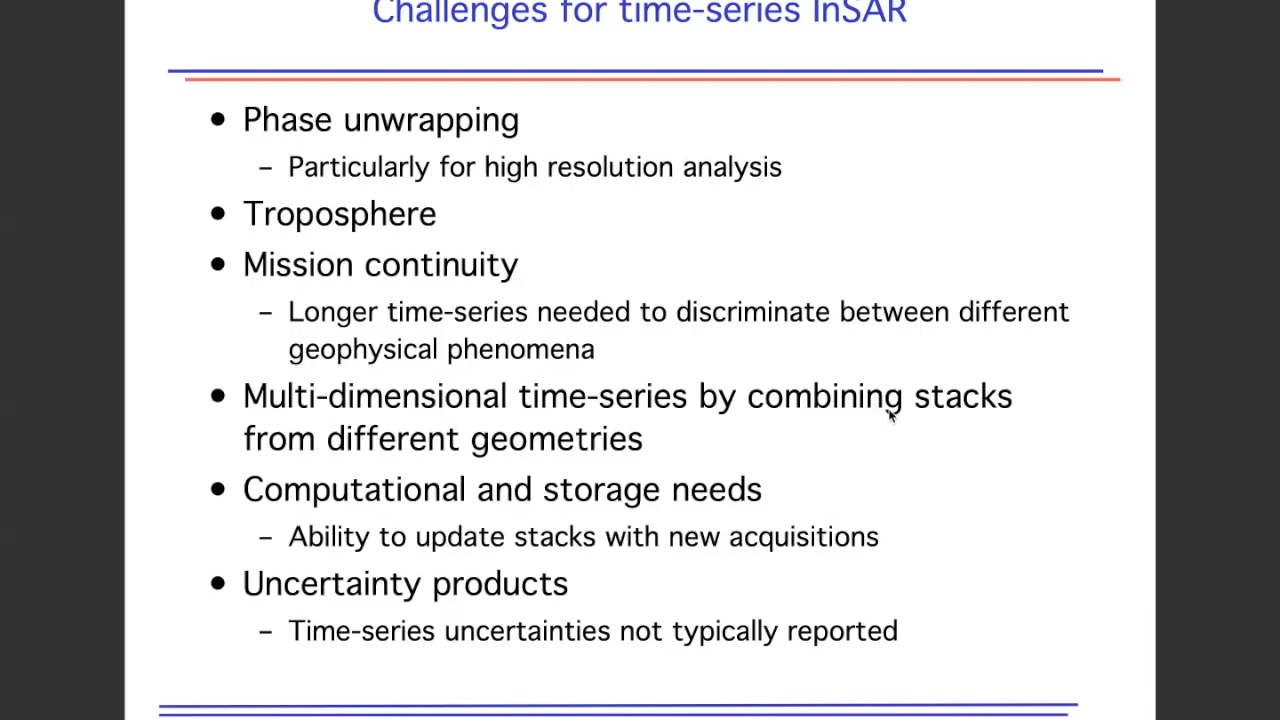 Challenges for time-series InSAR
• Phase unwrapping
– Particularly for high resolution analysis
• Troposphere
• Mission continuity
– Longer time-series needed to discriminate between different
geophysical phenomena
• Multi-dimensional time-series by combining stacks
from different geometries
• Computational and storage needs
– Ability to update stacks with new acquisitions
• Uncertainty products
– Time-series uncertainties not typically reported